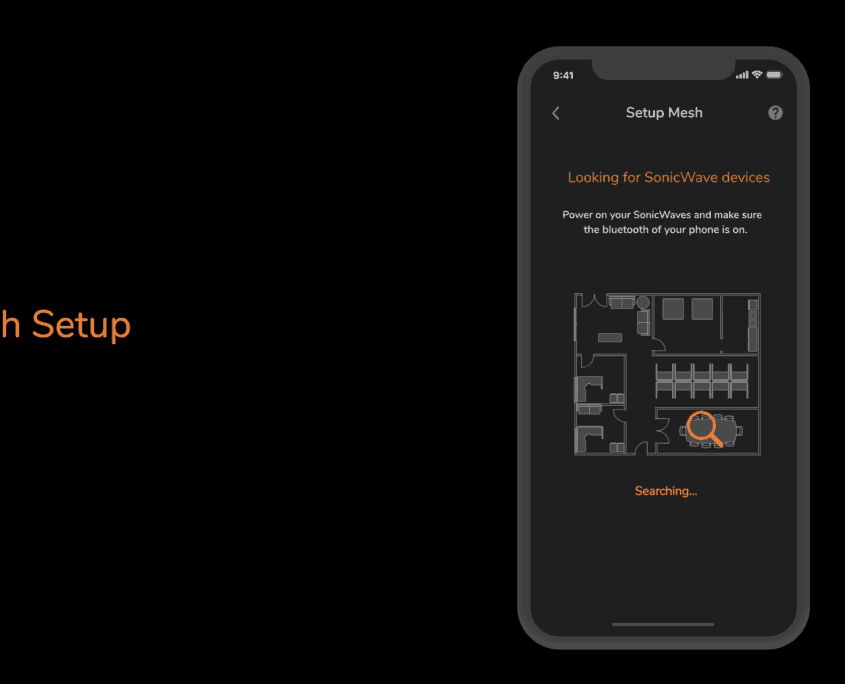 h Setup
9:41
Setup Mesh
?
Looking for SonicWave devices
Power on your SonicWaves and make sure
the bluetooth of your phone is on.
Searching...